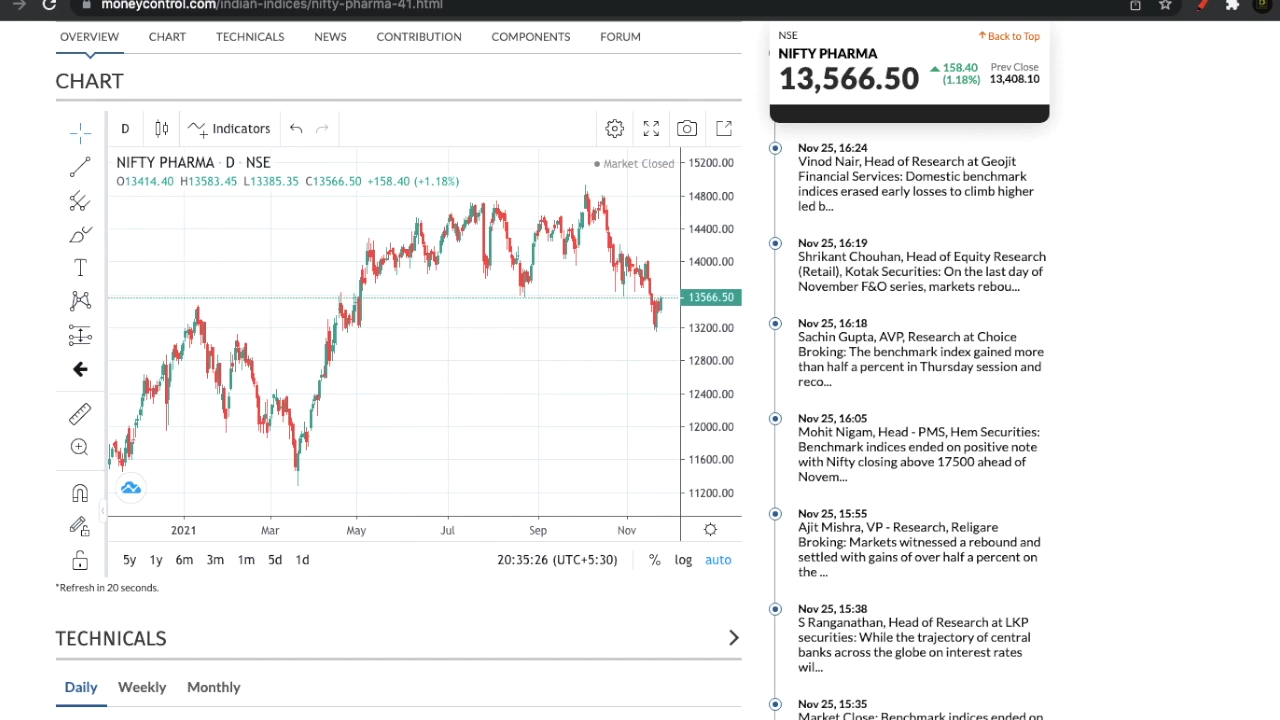 moneycontrol.com/indian-indices/nifty-pharma-41.html
OVERVIEW CHART TECHNICALS NEWS CONTRIBUTION COMPONENTS FORUM
CHART
D Indicators
NIFTY PHARMA · D · NSE
Market Closed
O13414.40 H13583.45 L13385.35 C13566.50 +158.40 (+1.18%)
15200.00
14800.00
14400.00
14000.00
13566.50
13200.00
12800.00
12400.00
12000.00
11600.00
11200.00
2021 Mar May Jul Sep Nov
5y 1y 6m 3m 1m 5d 1d 20:35:26 (UTC+5:30) % log auto
*Refresh in 20 seconds.
TECHNICALS
Daily Weekly Monthly
NSE
Back to Top
NIFTY PHARMA
13,566.50
158.40
(1.18%)
Prev Close
13,408.10
Nov 25, 16:24
Vinod Nair, Head of Research at Geojit
Financial Services: Domestic benchmark
indices erased early losses to climb higher
led b...
Nov 25, 16:19
Shrikant Chouhan, Head of Equity Research
(Retail), Kotak Securities: On the last day of
November F&O series, markets rebou...
Nov 25, 16:18
Sachin Gupta, AVP, Research at Choice
Broking: The benchmark index gained more
than half a percent in Thursday session and
reco...
Nov 25, 16:05
Mohit Nigam, Head - PMS, Hem Securities:
Benchmark indices ended on positive note
with Nifty closing above 17500 ahead of
Novem...
Nov 25, 15:55
Ajit Mishra, VP - Research, Religare
Broking: Markets witnessed a rebound and
settled with gains of over half a percent on
the ...
Nov 25, 15:38
S Ranganathan, Head of Research at LKP
securities: While the trajectory of central
banks across the globe on interest rates
wil...
Nov 25, 15:35
Market Close: Benchmark indices ended on